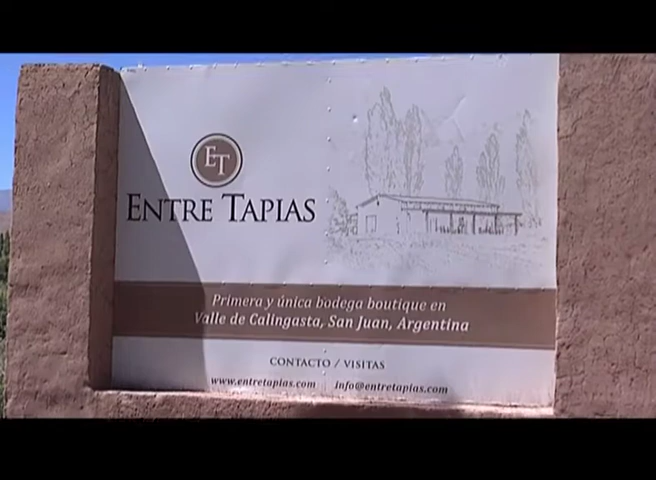 ET
ENTRE TAPIAS
Primera y única bodega boutique en
Valle de Calingasta, San Juan, Argentina
CONTACTO / VISITAS
www.entretapias.com info@entretapias.com